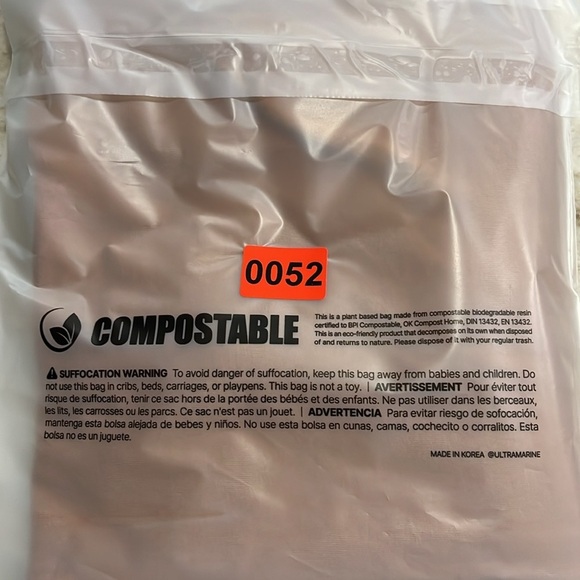 0052
COMPOSTABLE
This is a plant based bag made from compostable biodegradable resin
certified to BPI Compostable, OK Compost Home, DIN 13432, EN 13432.
This is an eco-friendly product that decomposes on its own when disposed
of and returns to nature. Please dispose of it with your regular trash.
SUFFOCATION WARNING To avoid danger of suffocation, keep this bag away from babies and children. Do
not use this bag in cribs, beds, carriages, or playpens. This bag is not a toy. | AVERTISSEMENT Pour éviter tout
risque de suffocation, tenir ce sac hors de la portée des bébés et des enfants. Ne pas utiliser dans les berceaux,
les lits, les carrosses ou les parcs. Ce sac n'est pas un jouet. | ADVERTENCIA Para evitar riesgo de sofocación,
mantenga esta bolsa alejada de bebes y niños. No use esta bolsa en cunas, camas, cochecito o corralitos. Esta
bolsa no es un juguete.
MADE IN KOREA @ULTRAMARINE